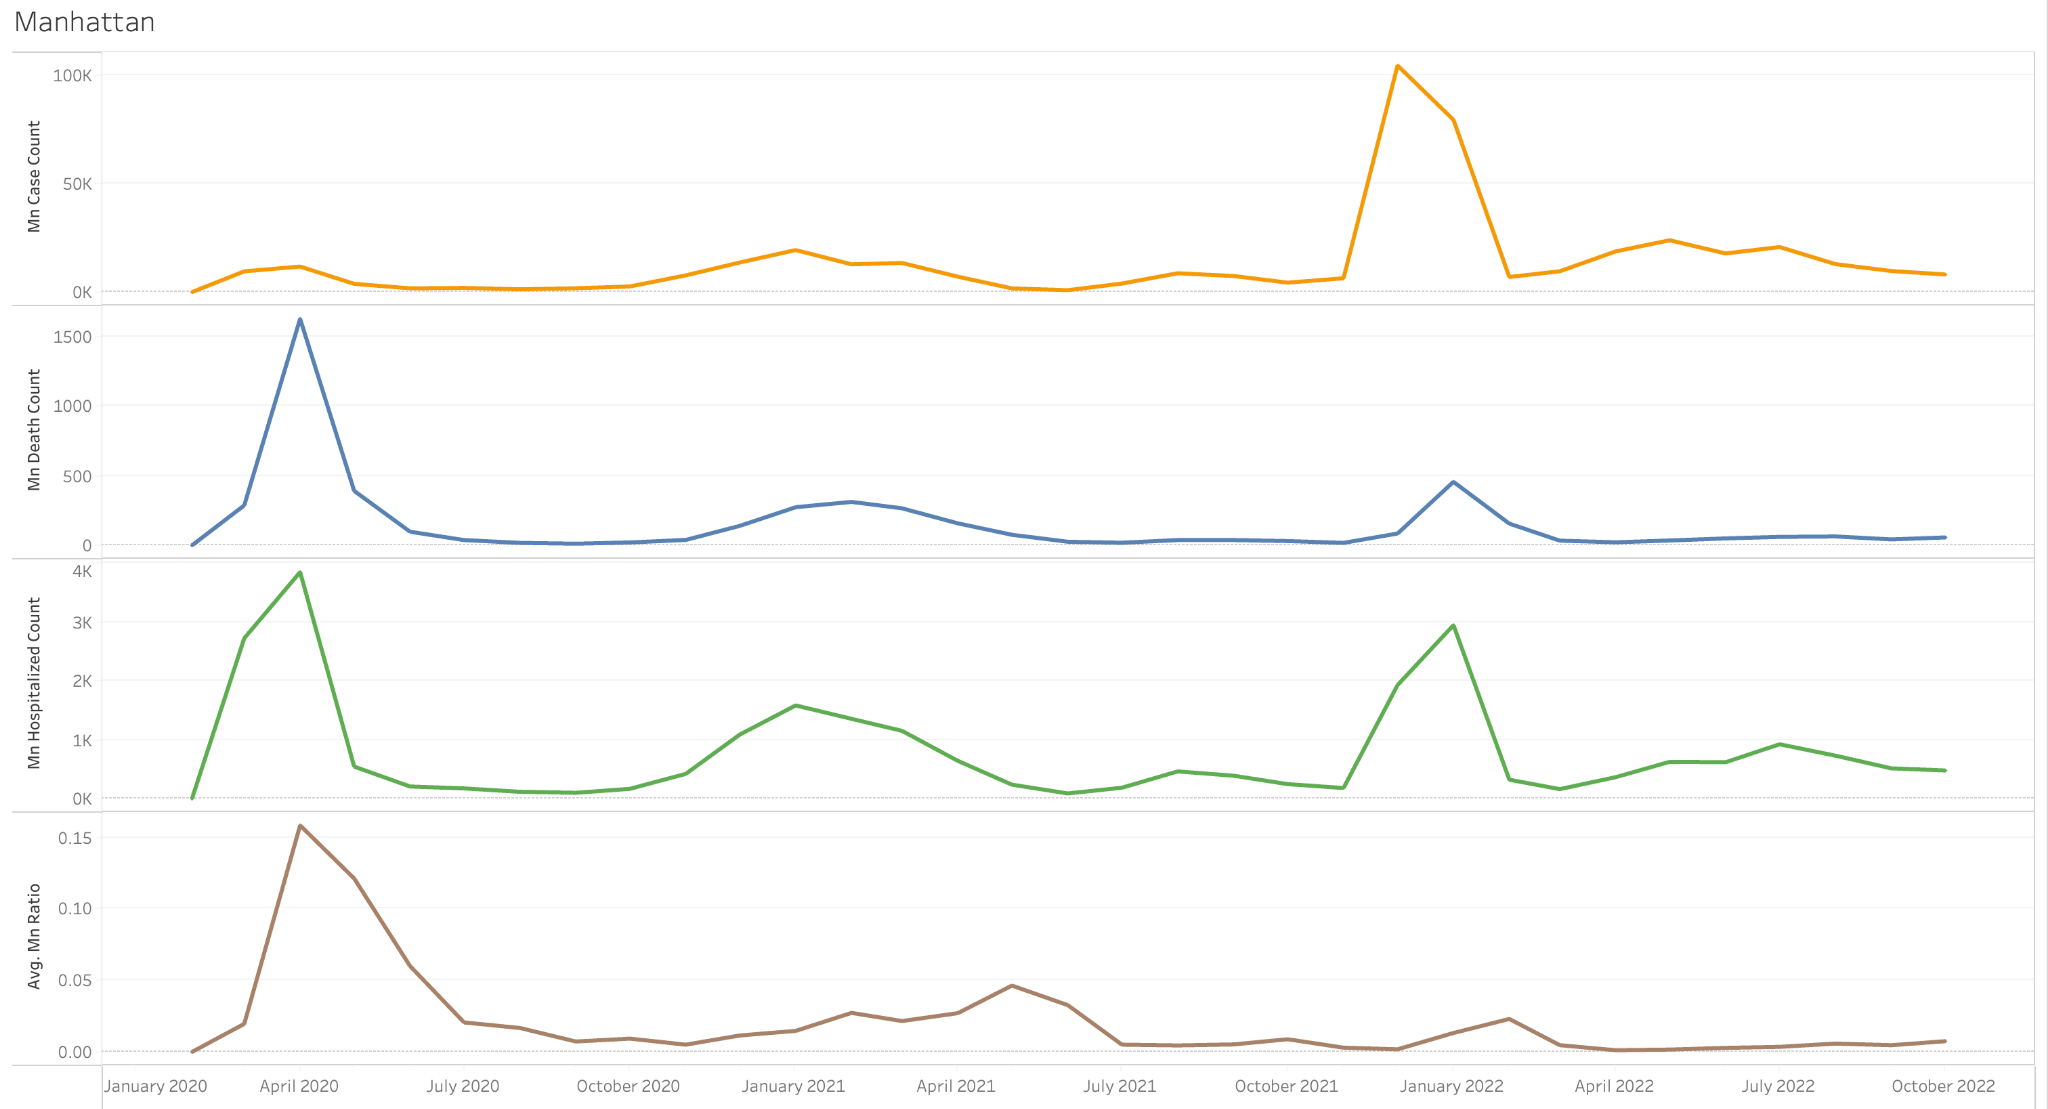 Manhattan
Mn Case Count
100K
50K
0K
Mn Death Count
1500
1000
500
0
Mn Hospitalized Count
4K
3K
2K
1K
0K
Avg. Mn Ratio
0.15
0.10
0.05
0.00
January 2020 April 2020 July 2020 October 2020 January 2021 April 2021 July 2021 October 2021 January 2022 April 2022 July 2022 October 2022